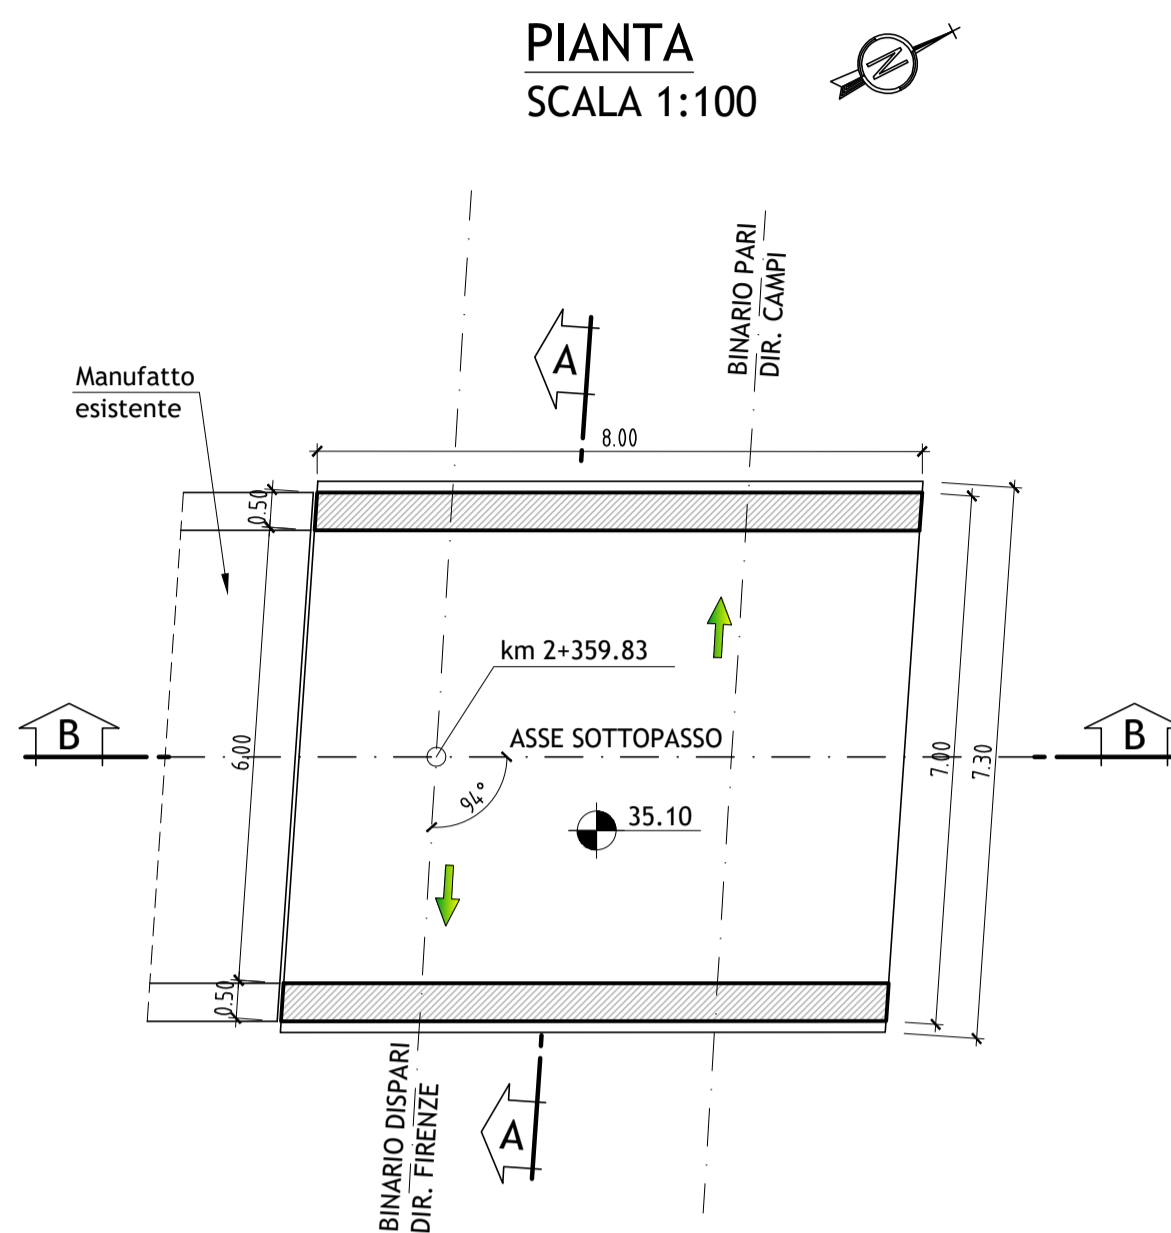 PIANTA
SCALA 1:100
N
BINARIO PARI
DIR. CAMPI
A
Manufatto
esistente
8.00
0.50
km 2+359.83
B
ASSE SOTTOPASSO
B
6.00
7.00
7.30
94°
35.10
0.50
BINARIO DISPARI
DIR. FIRENZE
A